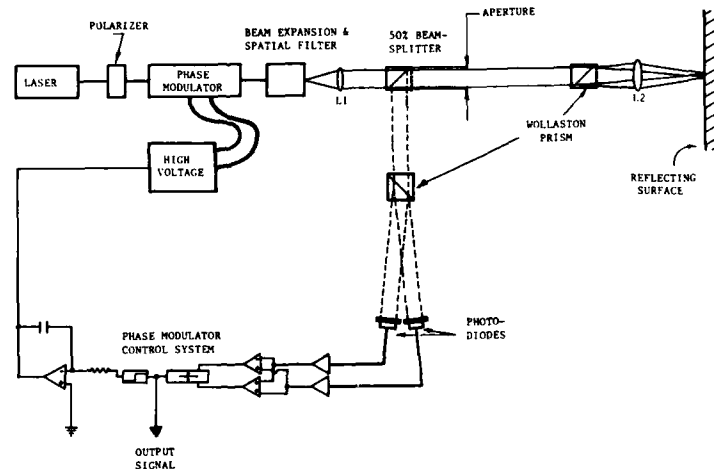 POLARIZER
BEAM EXPANSION &
SPATIAL FILTER
50% BEAM-
SPLITTER
APERTURE
LASER
PHASE
MODULATOR
L1
L2
WOLLASTON
PRISM
HIGH
VOLTAGE
REFLECTING
SURFACE
PHOTO-
DIODES
PHASE MODULATOR
CONTROL SYSTEM
OUTPUT
SIGNAL